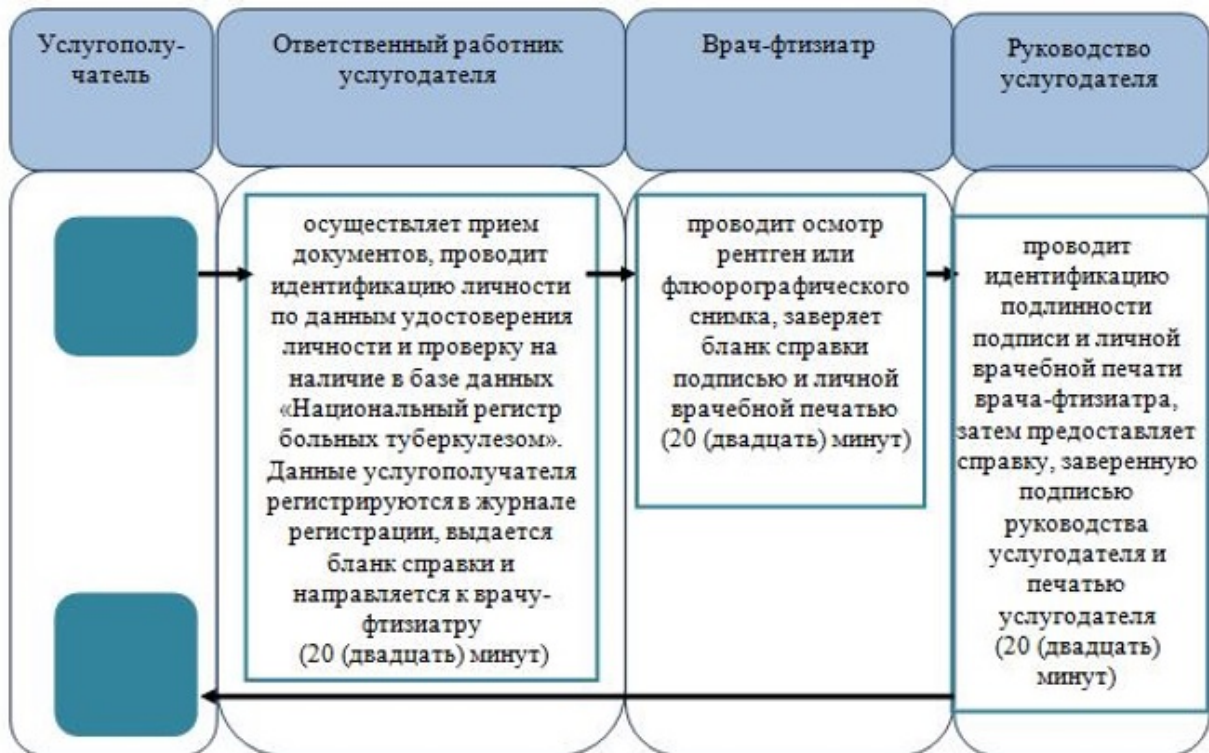 Услугополу-
чатель
Ответственный работник
услугодателя
Врач-фтизиатр
Руководство
услугодателя
осуществляет прием
документов, проводит
идентификацию личности
по данным удостоверения
личности и проверку на
наличие в базе данных
«Национальный регистр
больных туберкулезом».
Данные услугополучателя
регистрируются в журнале
регистрации, выдается
бланк справки и
направляется к врачу-
фтизиатру
(20 (двадцать) минут)
проводит осмотр
рентген или
флюорографического
снимка, заверяет
бланк справки
подписью и личной
врачебной печатью
(20 (двадцать) минут)
проводит
идентификацию
подлинности
подписи и личной
врачебной печати
врача-фтизиатра,
затем предоставляет
справку, заверенную
подписью
руководства
услугодателя и
печатью
услугодателя
(20 (двадцать)
минут)